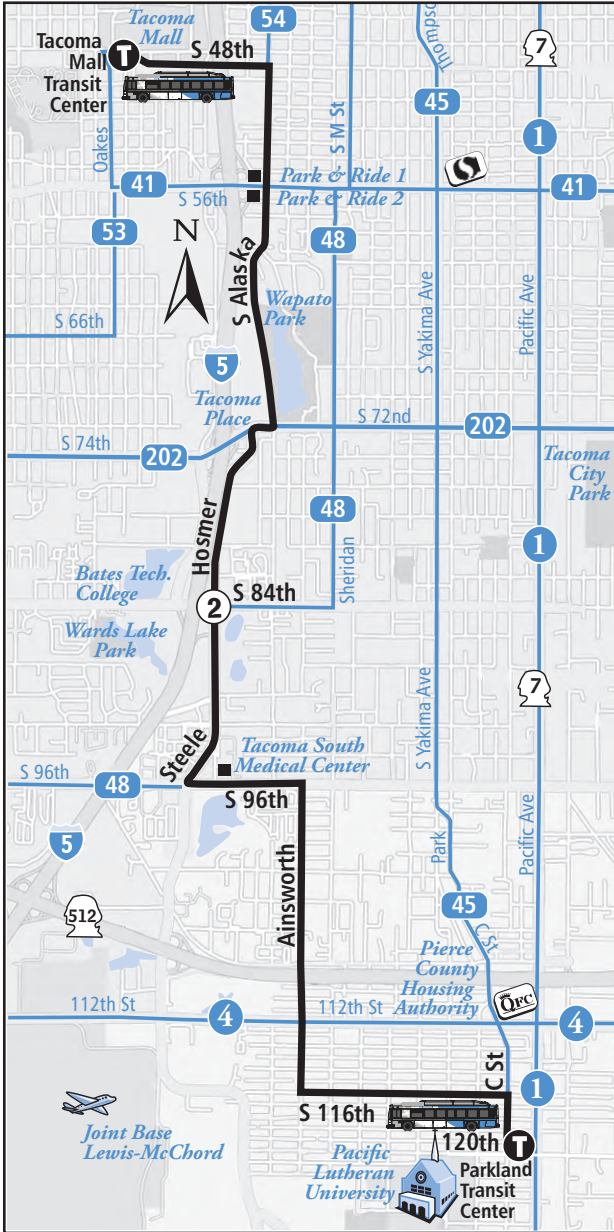 Tacoma
Mall
54
Thompso
7
Tacoma
Mall
Transit
Center
T
S 48th
45
S M St
1
Oakes
Park & Ride 1
S
41
S 56th
Park & Ride 2
41
53
N
48
S Alaska
Wapato
Park
S Yakima Ave
Pacific Ave
S 66th
5
Tacoma
Place
S 72nd
202
S 74th
202
Tacoma
City
Park
48
Hosmer
Sheridan
1
Bates Tech.
College
2
S 84th
Wards Lake
Park
7
S Yakima Ave
Steele
Tacoma South
Medical Center
S 96th
48
S 96th
Pacific Ave
5
Park
Ainsworth
45
512
C St
Pierce
County
Housing
Authority
QFC
112th St
4
112th St
4
C St
1
S 116th
120th
T
Joint Base
Lewis-McChord
Pacific
Lutheran
University
Parkland
Transit
Center